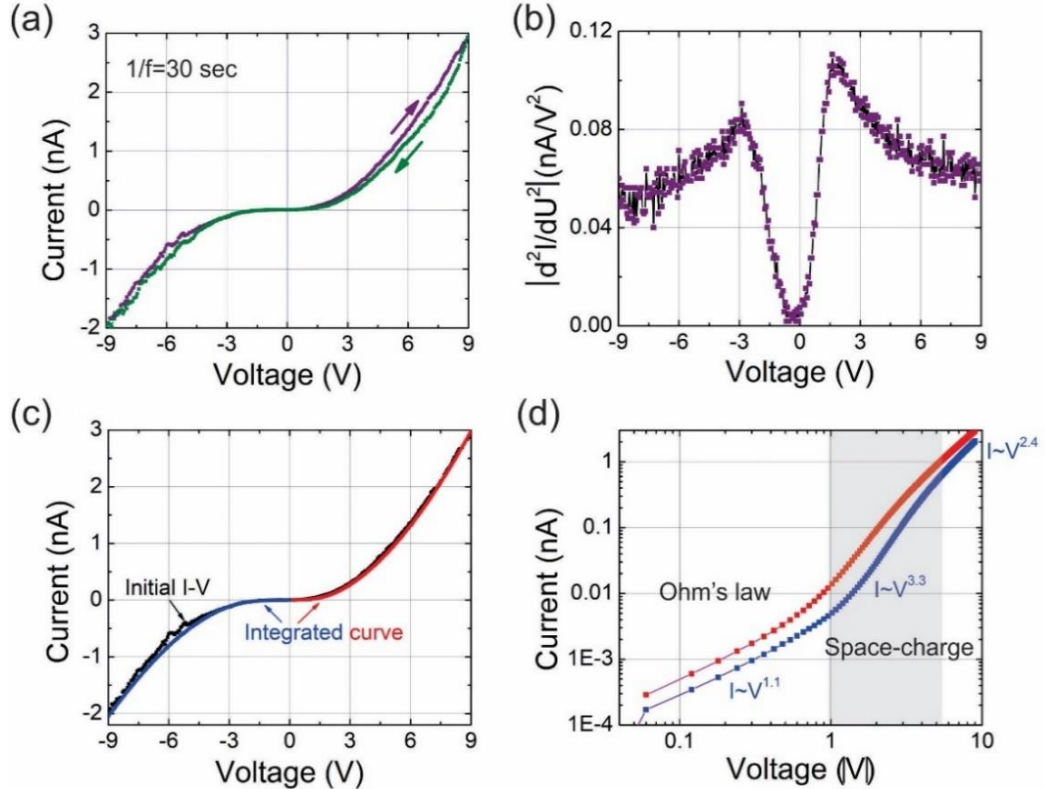 (a)
3
2
1
0
-1
-2
1/f=30 sec
Current (nA)
-9 -6 -3 0 3 6 9
Voltage (V)
(b)
0.12
0.08
0.04
0.00
|d²I/dU²|(nA/V²)
-9 -6 -3 0 3 6 9
Voltage (V)
(c)
3
2
1
0
-1
-2
Current (nA)
Initial I-V
Integrated curve
-9 -6 -3 0 3 6 9
Voltage (V)
(d)
1
0.1
0.01
1E-3
1E-4
Current (nA)
I~V^2.4
Ohm's law
I~V^3.3
Space-charge
I~V^1.1
0.1 1 10
Voltage (|V|)